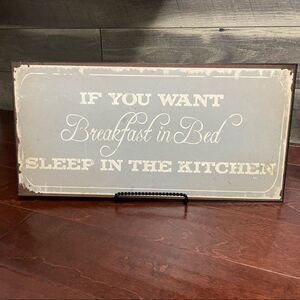 IF YOU WANT
Breakfast in Bed
SLEEP IN THE KITCHEN